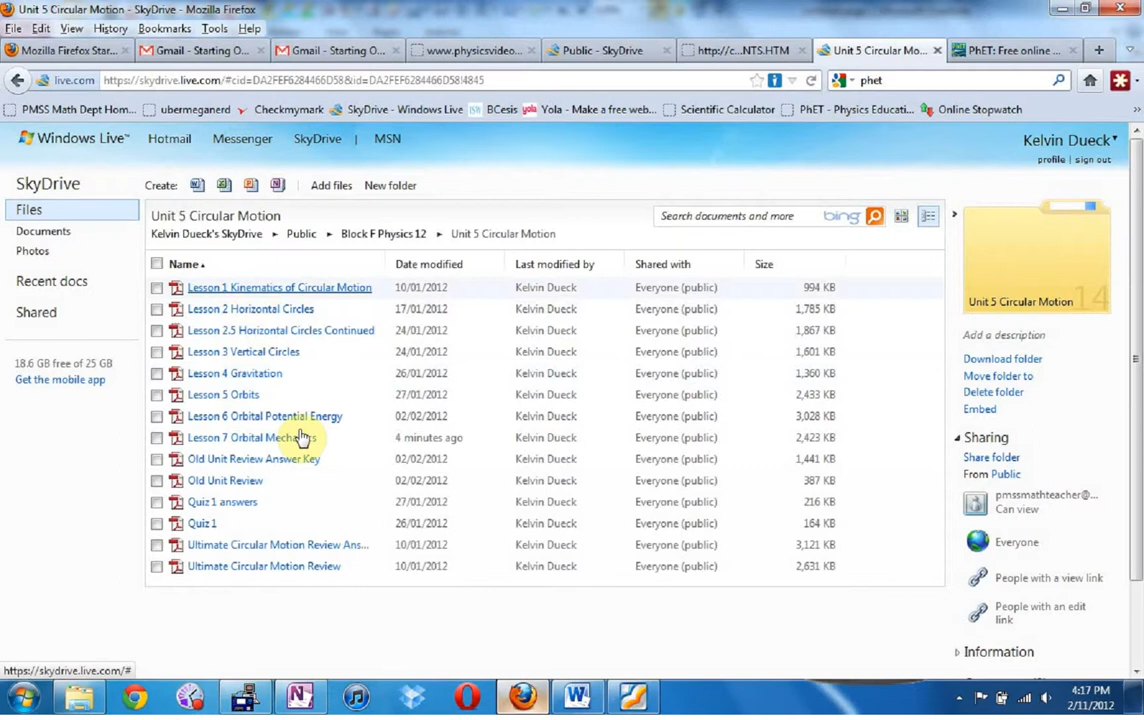 Unit 5 Circular Motion - SkyDrive - Mozilla Firefox
File Edit View History Bookmarks Tools Help
Mozilla Firefox Star... Gmail - Starting O... Gmail - Starting O... www.physicsvideo... Public - SkyDrive http://c...NTS.HTM Unit 5 Circular Mo... PhET: Free online ...
live.com https://skydrive.live.com/#cid=DA2FEF6284466D58&id=DA2FEF6284466D58!4845 phet
PMSS Math Dept Hom... ubermeganerd Checkmymark SkyDrive - Windows Live BCesis Yola - Make a free web... Scientific Calculator PhET - Physics Educati... Online Stopwatch
Windows Live™ Hotmail Messenger SkyDrive | MSN Kelvin Dueck
profile | sign out
SkyDrive Create: Add files New folder
Files Unit 5 Circular Motion Search documents and more bing
Documents Kelvin Dueck's SkyDrive ► Public ► Block F Physics 12 ► Unit 5 Circular Motion
Photos
Recent docs
Shared
18.6 GB free of 25 GB
Get the mobile app
Name Date modified Last modified by Shared with Size
Lesson 1 Kinematics of Circular Motion 10/01/2012 Kelvin Dueck Everyone (public) 994 KB
Lesson 2 Horizontal Circles 17/01/2012 Kelvin Dueck Everyone (public) 1,785 KB
Lesson 2.5 Horizontal Circles Continued 24/01/2012 Kelvin Dueck Everyone (public) 1,867 KB
Lesson 3 Vertical Circles 24/01/2012 Kelvin Dueck Everyone (public) 1,601 KB
Lesson 4 Gravitation 26/01/2012 Kelvin Dueck Everyone (public) 1,360 KB
Lesson 5 Orbits 27/01/2012 Kelvin Dueck Everyone (public) 2,433 KB
Lesson 6 Orbital Potential Energy 02/02/2012 Kelvin Dueck Everyone (public) 3,028 KB
Lesson 7 Orbital Mechanics 4 minutes ago Kelvin Dueck Everyone (public) 2,423 KB
Old Unit Review Answer Key 02/02/2012 Kelvin Dueck Everyone (public) 1,441 KB
Old Unit Review 02/02/2012 Kelvin Dueck Everyone (public) 387 KB
Quiz 1 answers 27/01/2012 Kelvin Dueck Everyone (public) 216 KB
Quiz 1 26/01/2012 Kelvin Dueck Everyone (public) 164 KB
Ultimate Circular Motion Review Ans... 10/01/2012 Kelvin Dueck Everyone (public) 3,121 KB
Ultimate Circular Motion Review 10/01/2012 Kelvin Dueck Everyone (public) 2,631 KB
Unit 5 Circular Motion 14
Add a description
Download folder
Move folder to
Delete folder
Embed
Sharing
Share folder
From Public
pmssmathteacher@...
Can view
Everyone
People with a view link
People with an edit
link
Information
https://skydrive.live.com/#
4:17 PM
2/11/2012